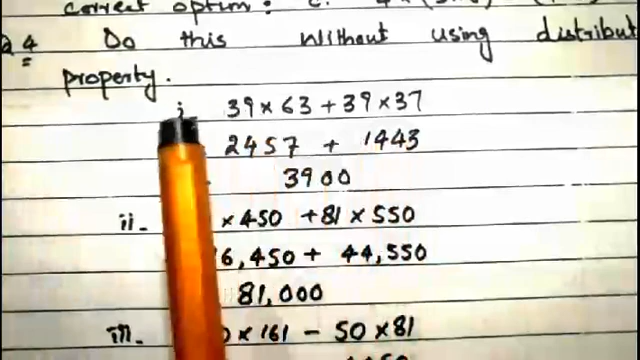 correct option:
Q4 Do this without using distribut
property.
i 39×63 + 39×37
2457 + 1443
3900
ii- ×450 +81 ×550
6,450 + 44,550
81,000
iii- 0×161 - 50×81